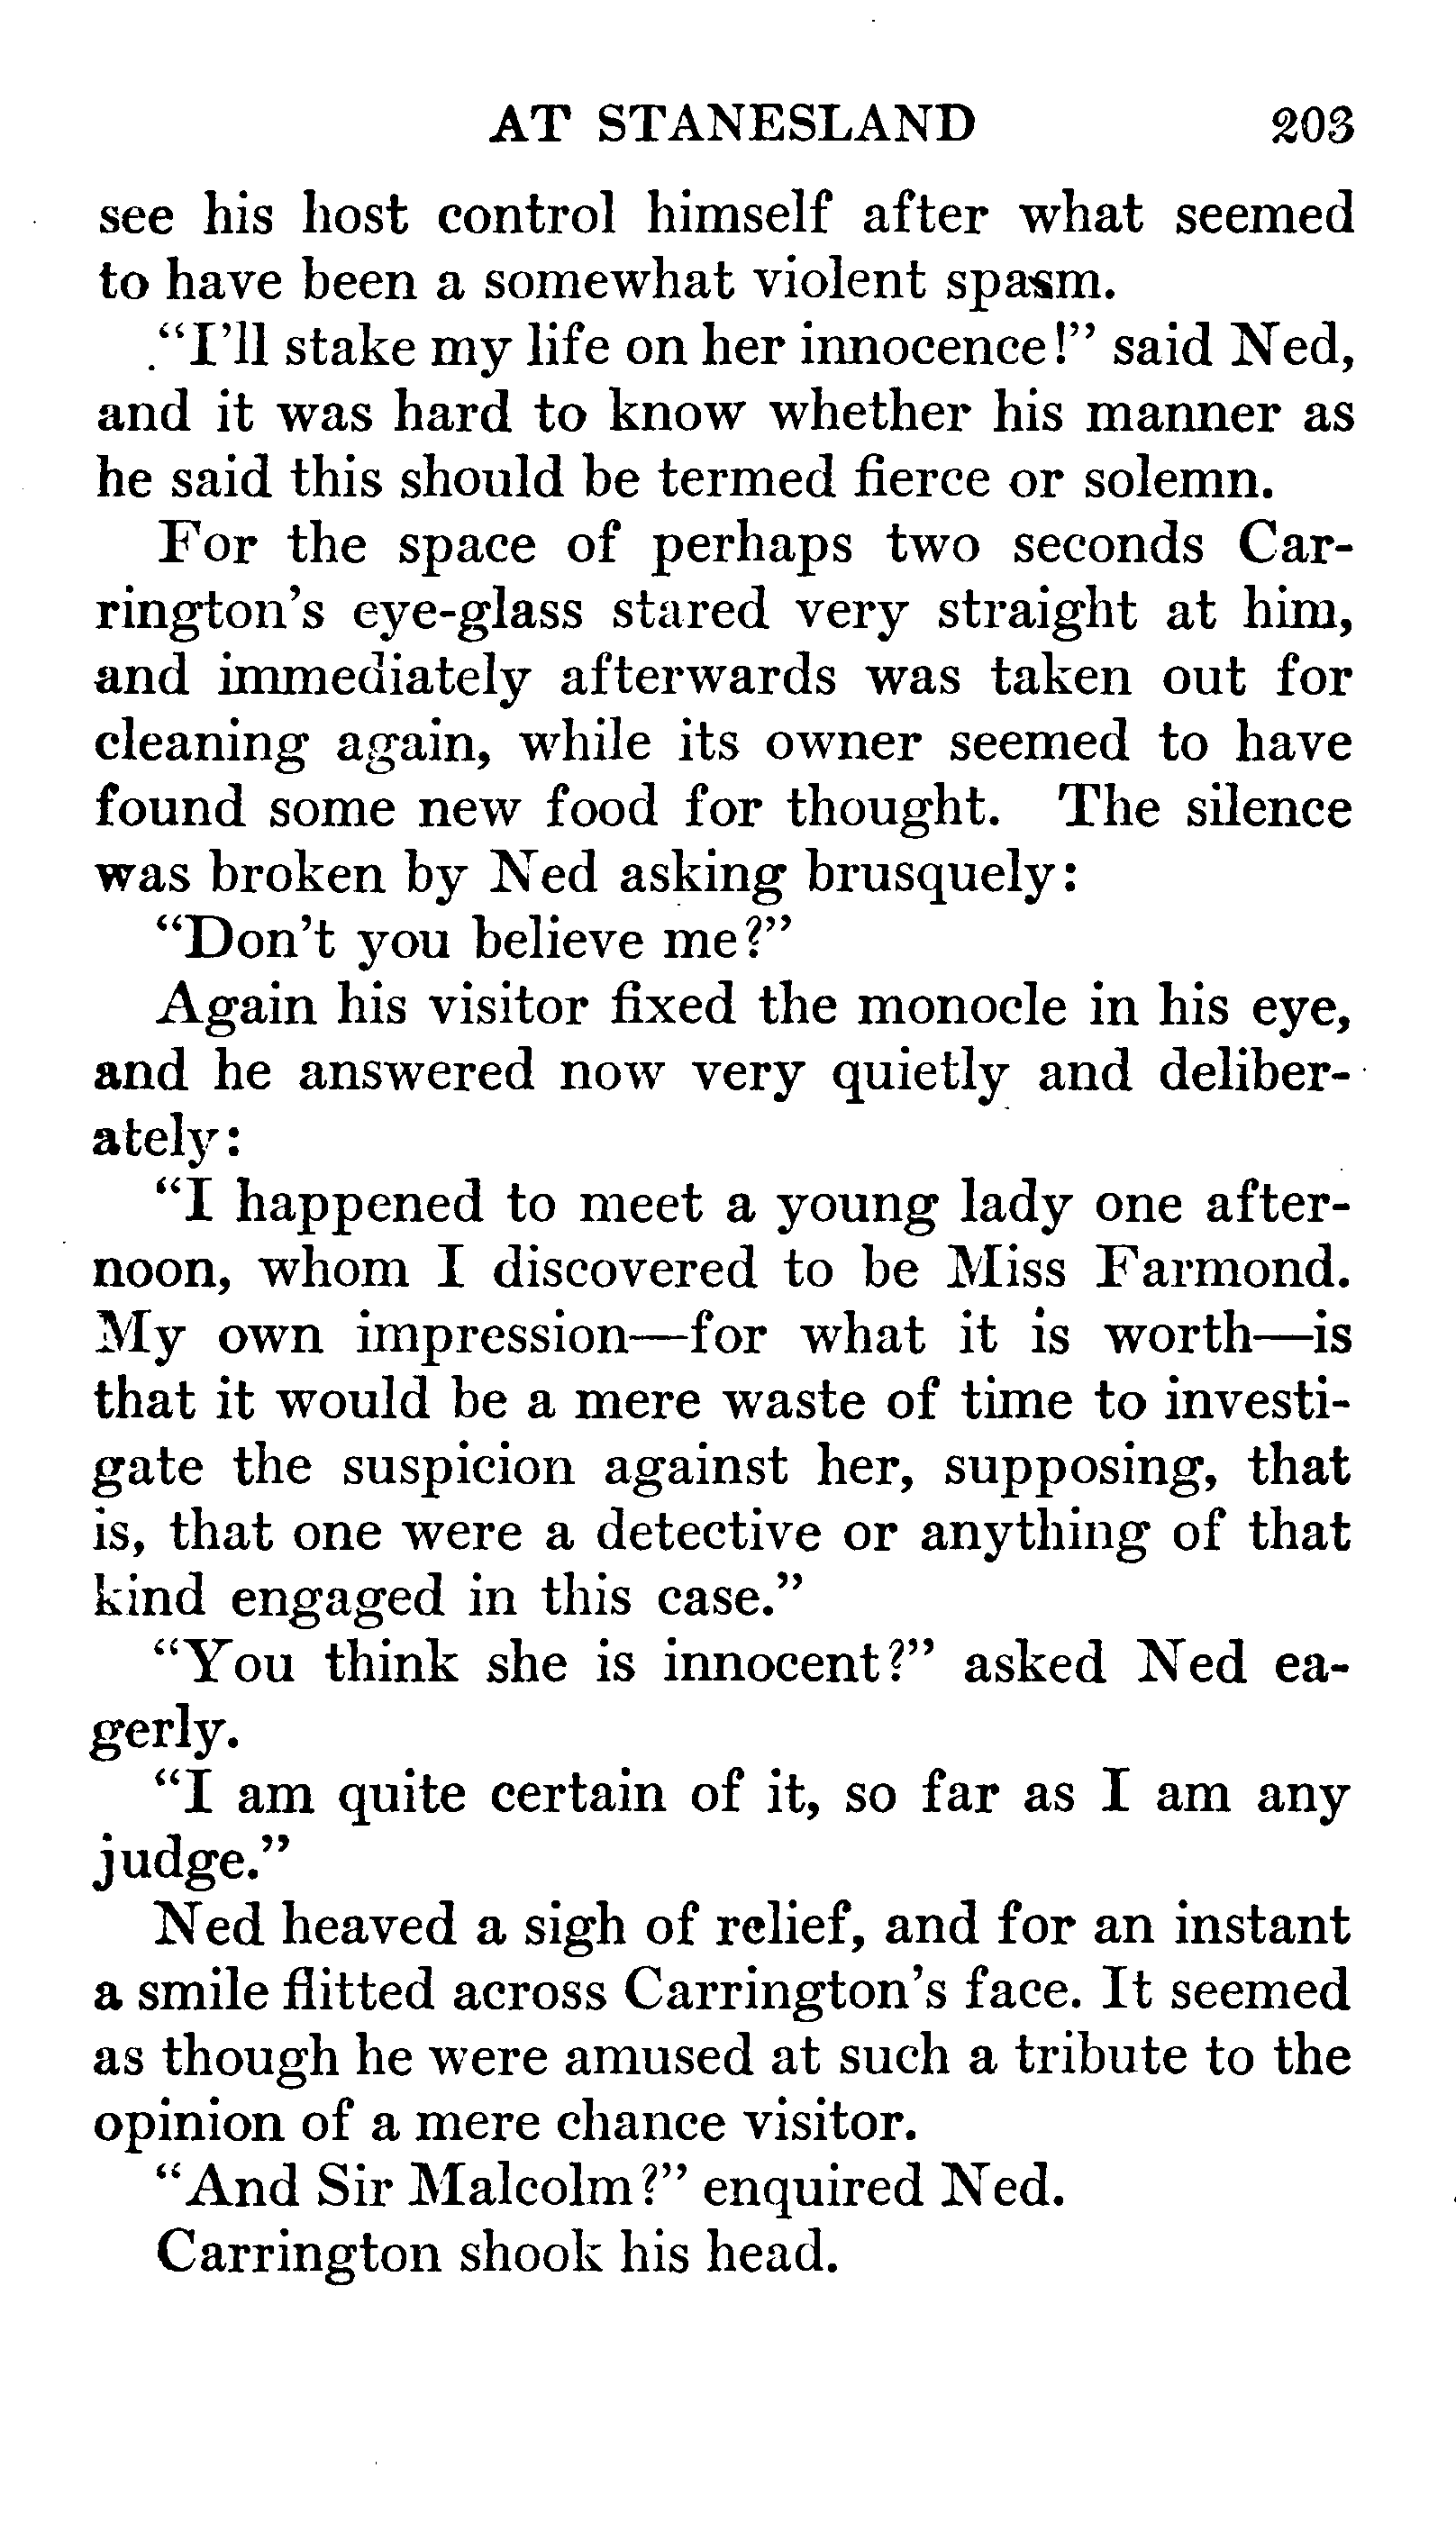 AT STANESLAND 203
see his host control himself after what seemed
to have been a somewhat violent spasm.
"I'll stake my life on her innocence!" said Ned,
and it was hard to know whether his manner as
he said this should be termed fierce or solemn.
For the space of perhaps two seconds Car-
rington's eye-glass stared very straight at him,
and immediately afterwards was taken out for
cleaning again, while its owner seemed to have
found some new food for thought. The silence
was broken by Ned asking brusquely:
"Don't you believe me?"
Again his visitor fixed the monocle in his eye,
and he answered now very quietly and deliber-
ately:
"I happened to meet a young lady one after-
noon, whom I discovered to be Miss Farmond.
My own impression—for what it is worth—is
that it would be a mere waste of time to investi-
gate the suspicion against her, supposing, that
is, that one were a detective or anything of that
kind engaged in this case."
"You think she is innocent?" asked Ned ea-
gerly.
"I am quite certain of it, so far as I am any
judge."
Ned heaved a sigh of relief, and for an instant
a smile flitted across Carrington's face. It seemed
as though he were amused at such a tribute to the
opinion of a mere chance visitor.
"And Sir Malcolm?" enquired Ned.
Carrington shook his head.